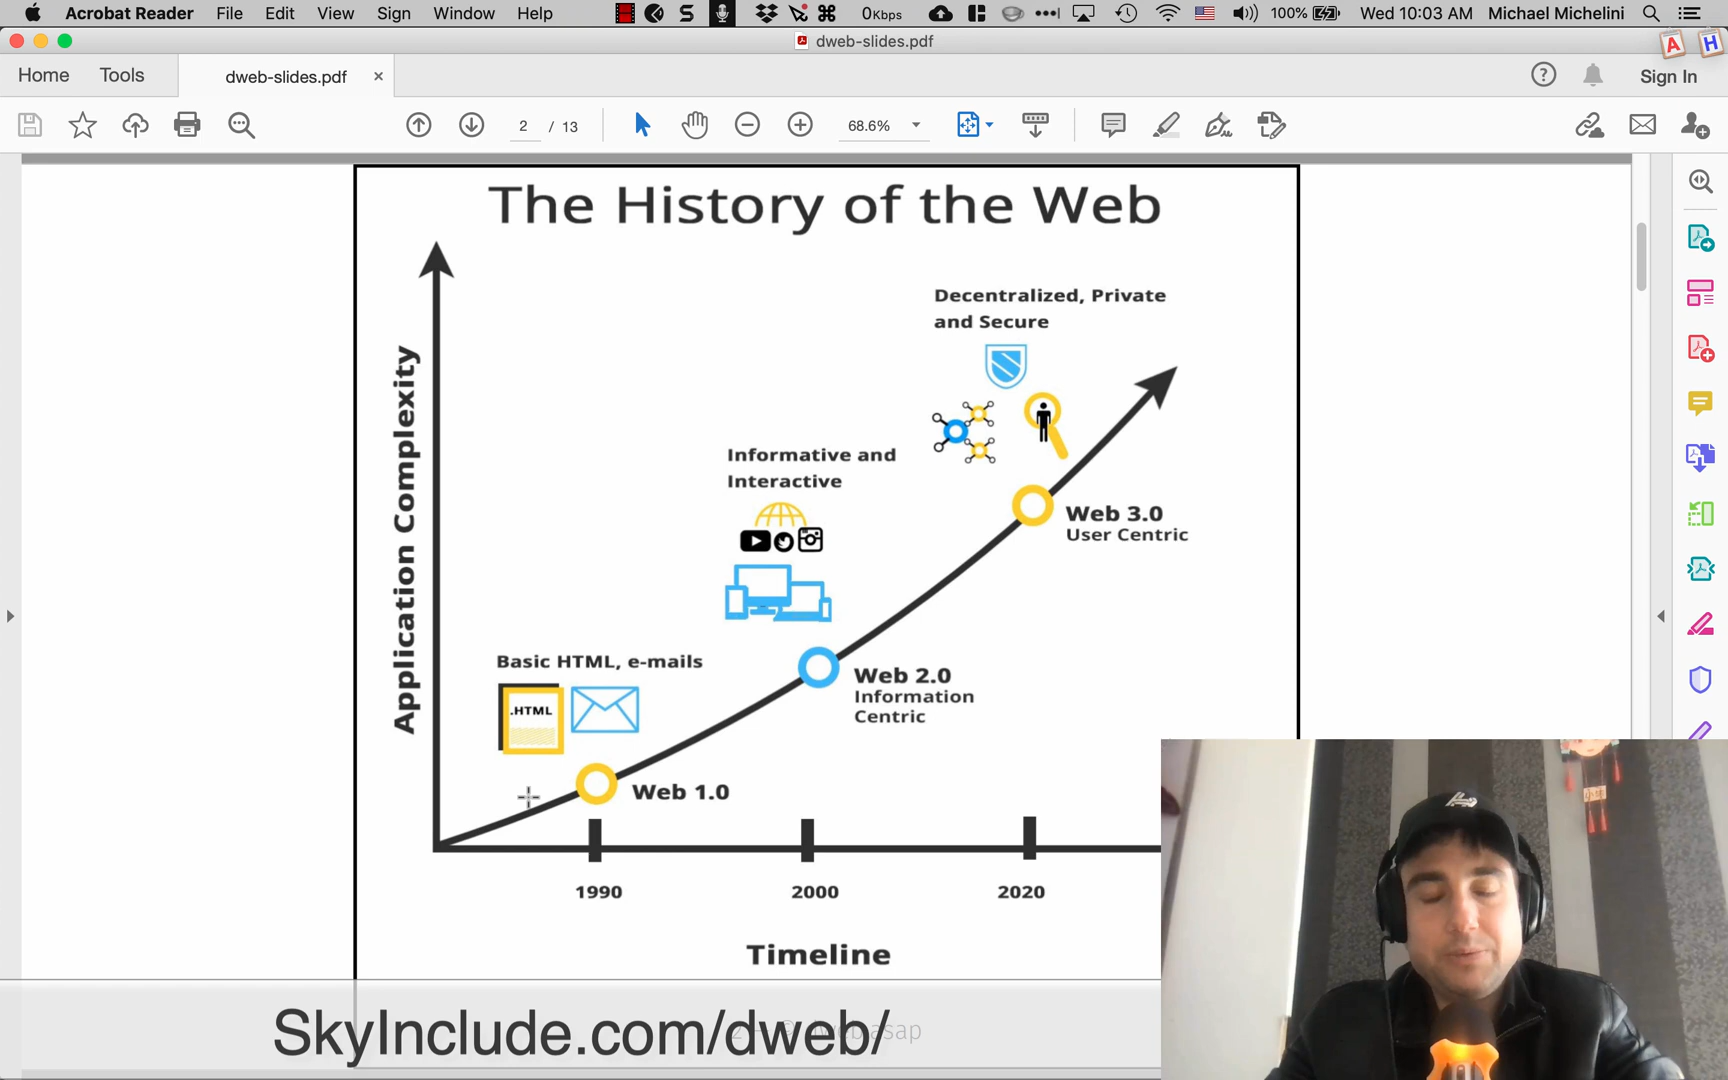 Acrobat Reader File Edit View Sign Window Help 0Kbps 100% Wed 10:03 AM Michael Michelini
dweb-slides.pdf
Home Tools dweb-slides.pdf Sign In
2 / 13 68.6%
The History of the Web
Decentralized, Private
and Secure
Application Complexity
Informative and
Interactive
Web 3.0
User Centric
Basic HTML, e-mails
.HTML
Web 2.0
Information
Centric
Web 1.0
1990 2000 2020
Timeline
SkyInclude.com/dweb/